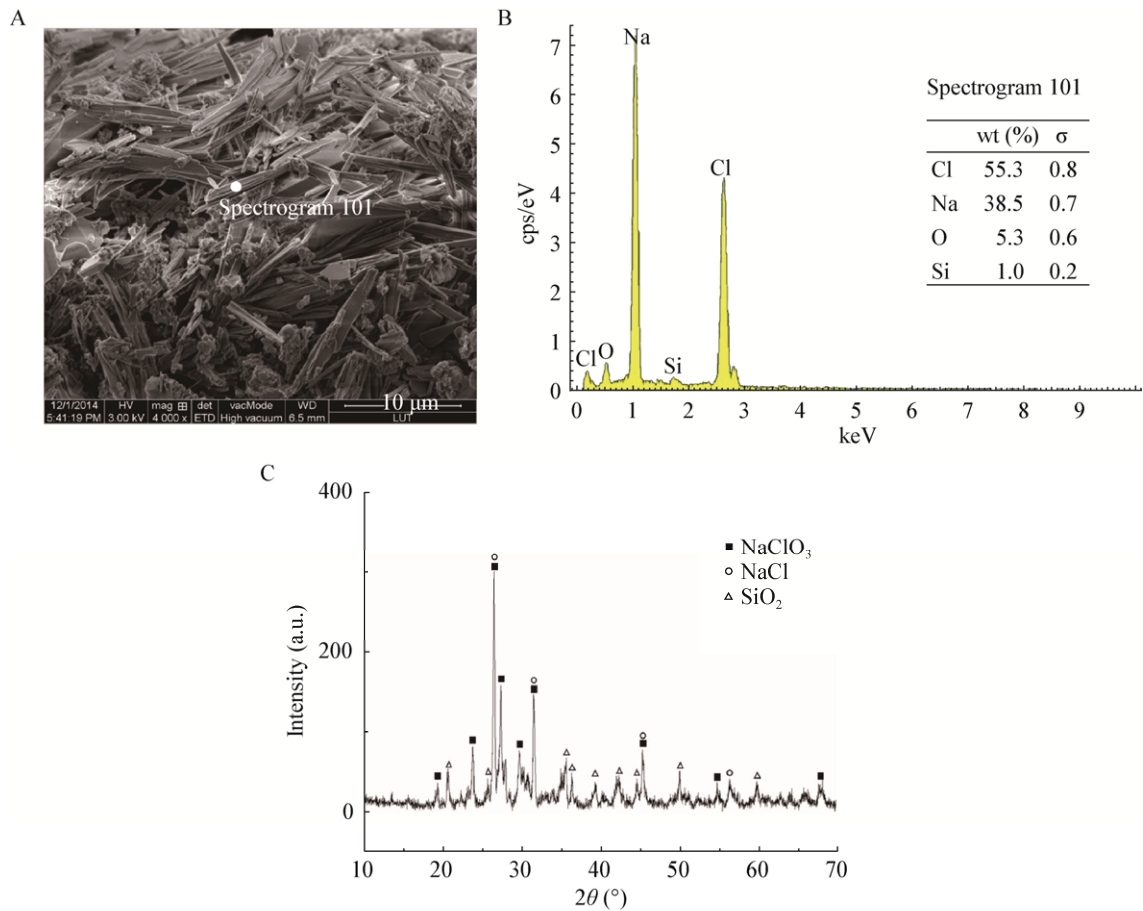 A
Spectrogram 101
12/1/2014 HV mag ⊞ det vacMode WD 10 μm
5:41:19 PM 3.00 kV 4 000 x ETD High vacuum 6.5 mm LUT
B
7
6
5
4
3
2
1
0
cps/eV
Na
Cl
Cl O
Si
0 1 2 3 4 5 6 7 8 9
keV
Spectrogram 101
wt (%) σ
Cl 55.3 0.8
Na 38.5 0.7
O 5.3 0.6
Si 1.0 0.2
C
400
200
0
Intensity (a.u.)
■ NaClO₃
○ NaCl
△ SiO₂
10 20 30 40 50 60 70
2θ (°)